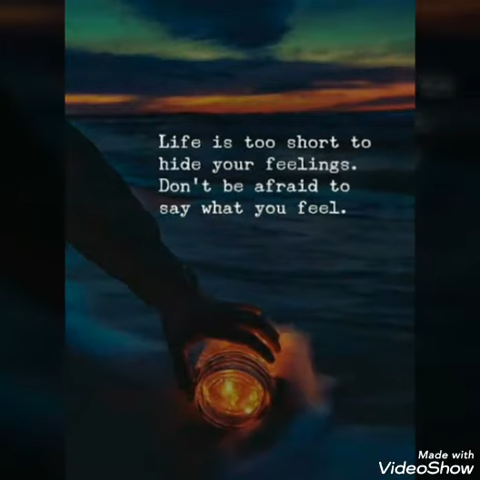 Life is too short to
hide your feelings.
Don't be afraid to
say what you feel.
Made with
VideoShow